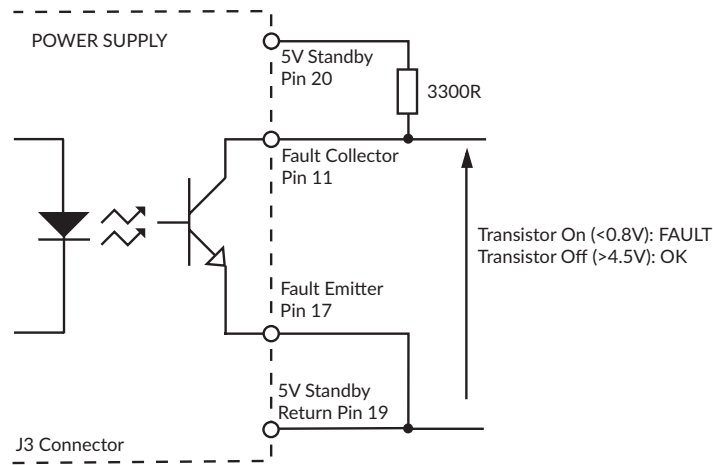 POWER SUPPLY
5V Standby
Pin 20
3300R
Fault Collector
Pin 11
Transistor On (<0.8V): FAULT
Transistor Off (>4.5V): OK
Fault Emitter
Pin 17
5V Standby
Return Pin 19
J3 Connector